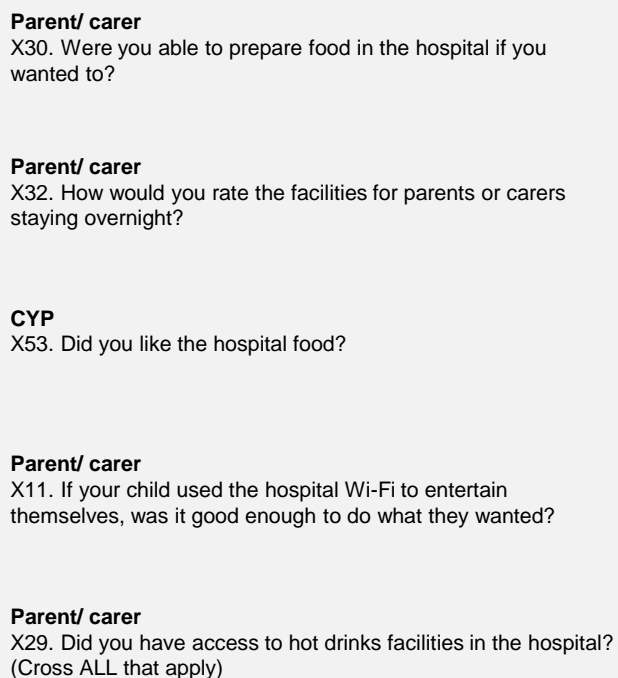 Parent/ carer
X30. Were you able to prepare food in the hospital if you
wanted to?
Parent/ carer
X32. How would you rate the facilities for parents or carers
staying overnight?
CYP
X53. Did you like the hospital food?
Parent/ carer
X11. If your child used the hospital Wi-Fi to entertain
themselves, was it good enough to do what they wanted?
Parent/ carer
X29. Did you have access to hot drinks facilities in the hospital?
(Cross ALL that apply)